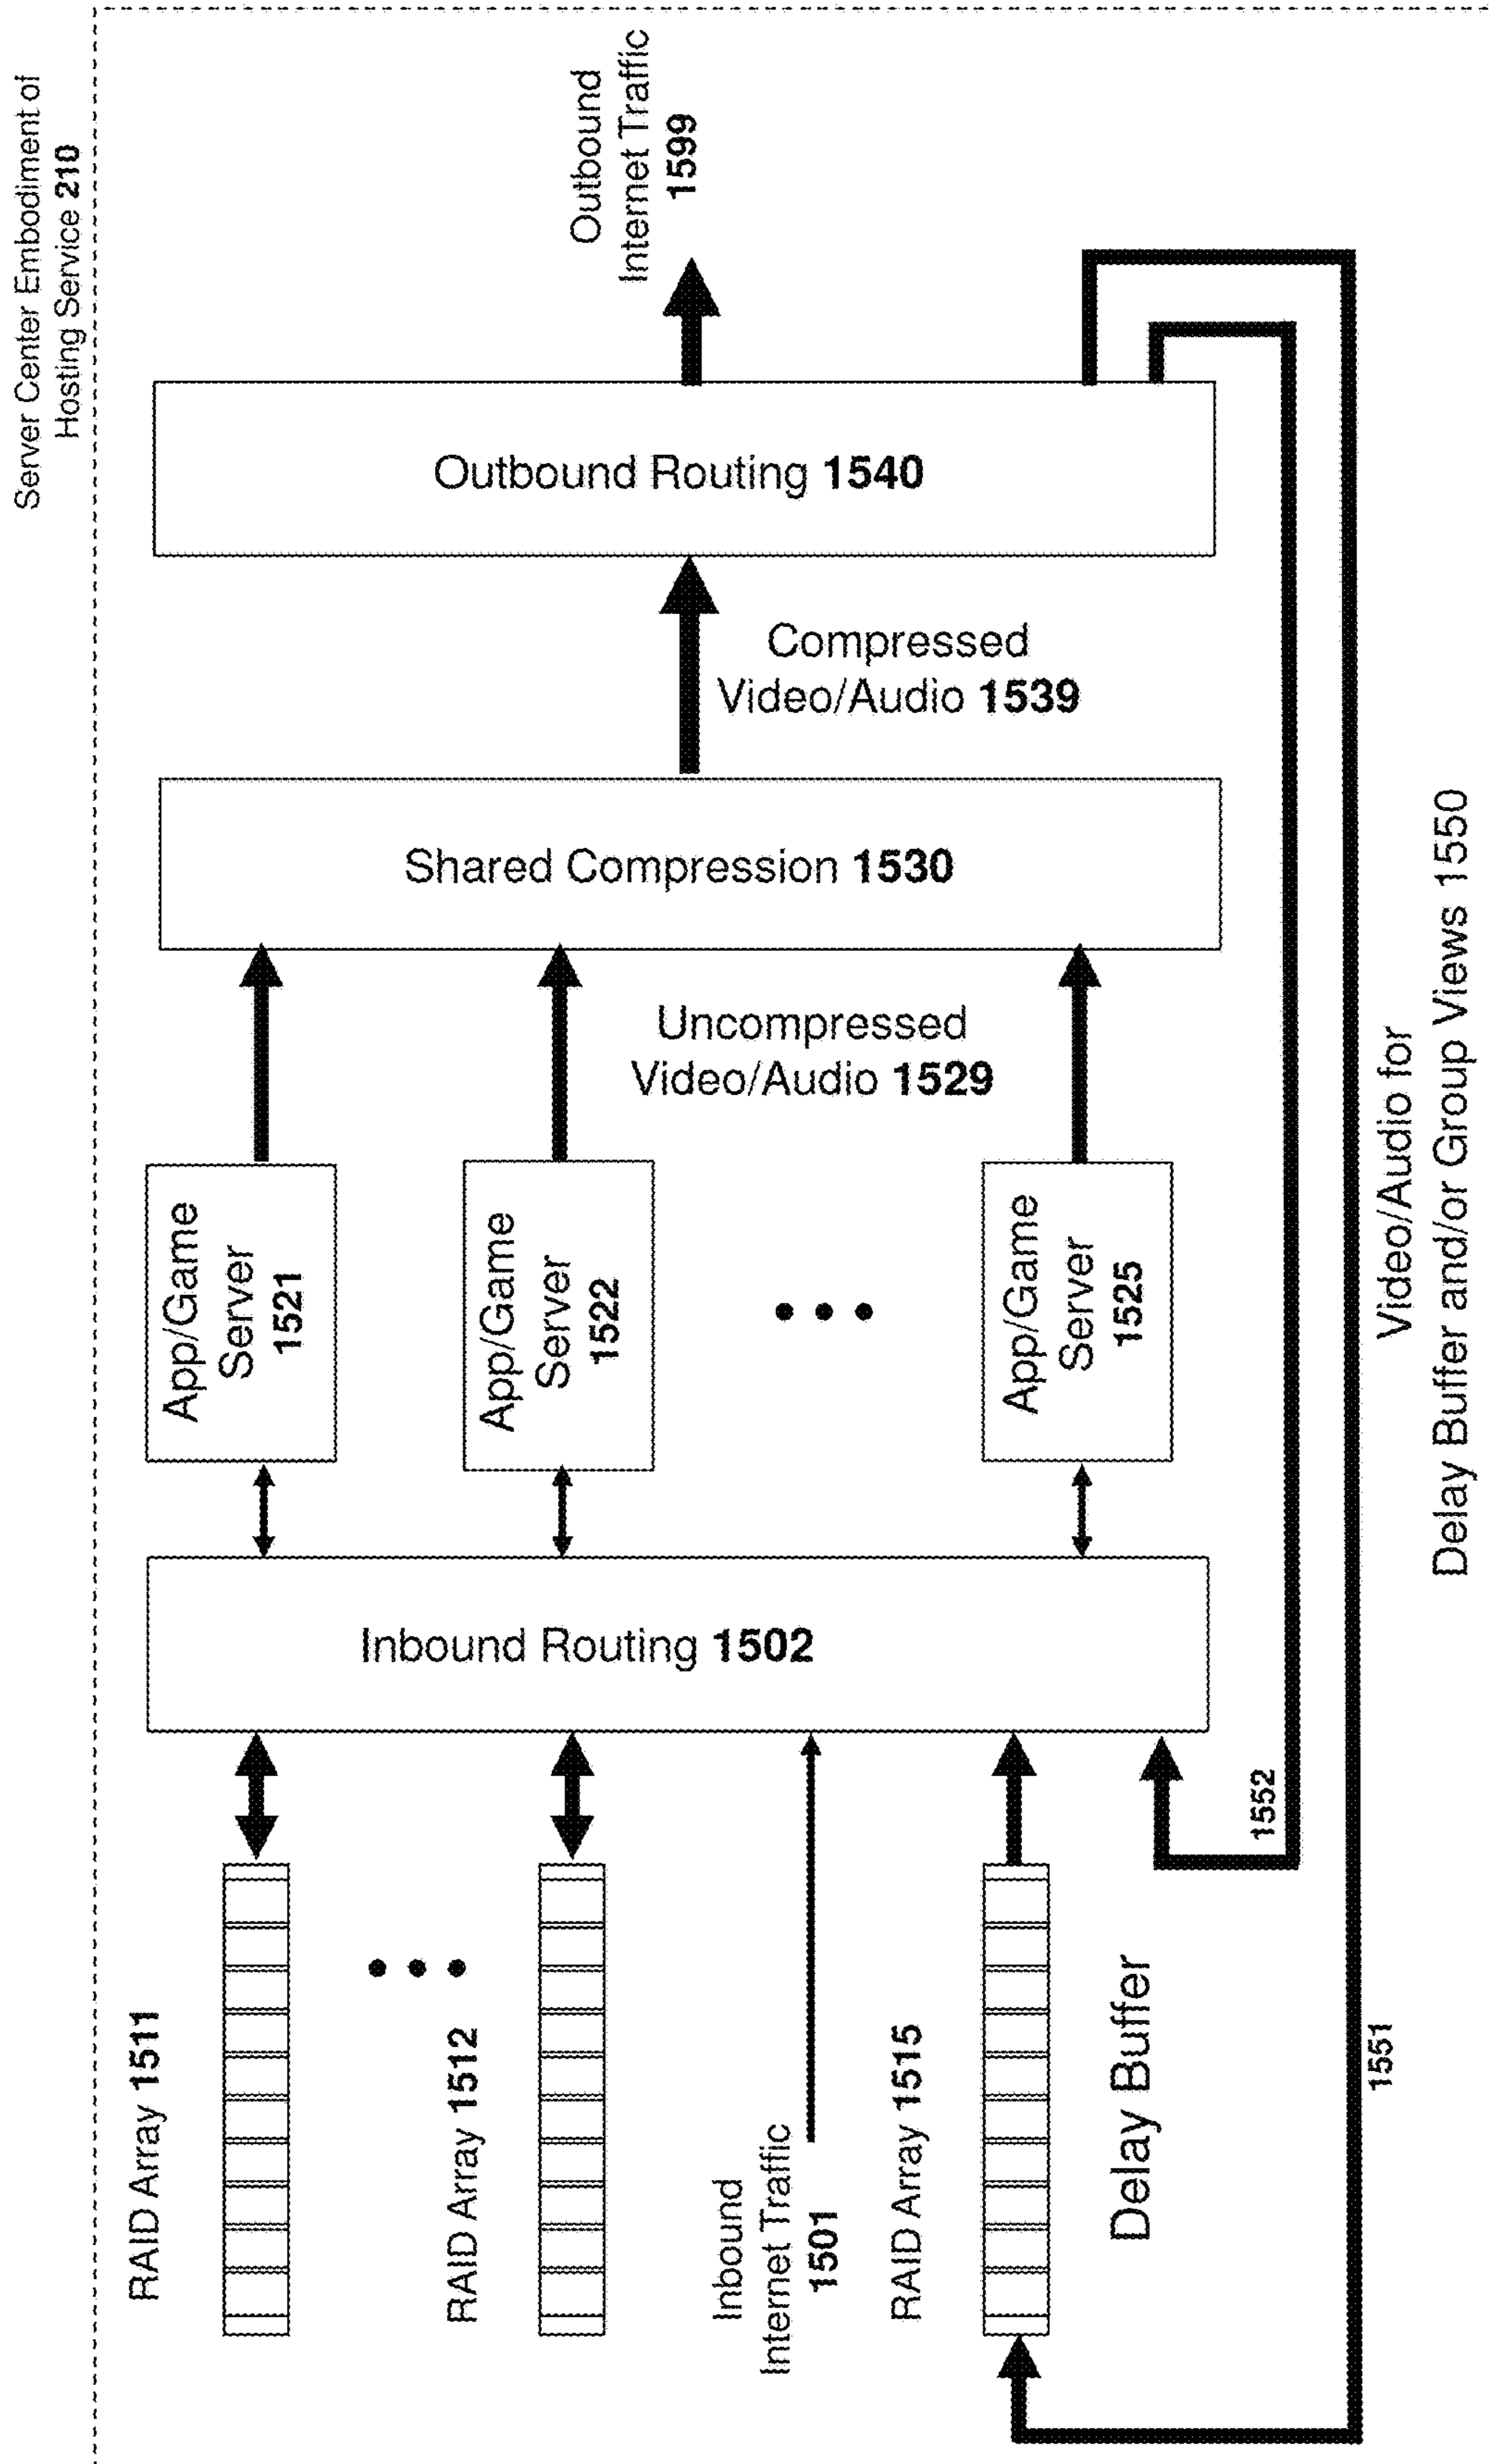 Server Center Embodiment of
Hosting Service 210
RAID Array 1511
RAID Array 1512
Inbound
Internet Traffic
1501
RAID Array 1515
Delay Buffer
Inbound Routing 1502
App/Game
Server
1521
App/Game
Server
1522
App/Game
Server
1525
Uncompressed
Video/Audio 1529
Shared Compression 1530
Compressed
Video/Audio 1539
Outbound Routing 1540
Outbound
Internet Traffic
1599
1552
1551
Video/Audio for
Delay Buffer and/or Group Views 1550